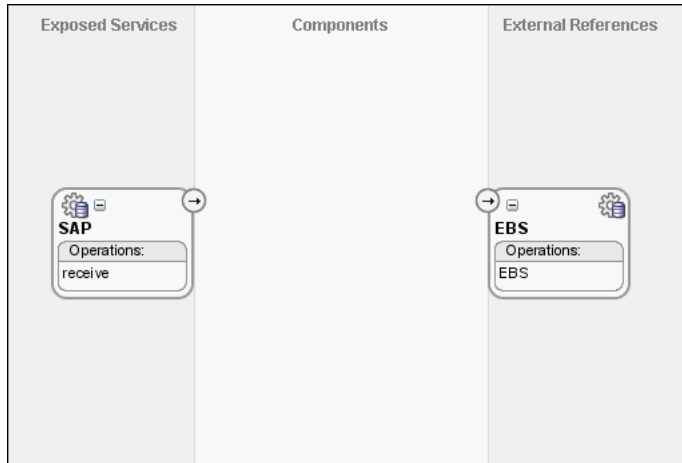 Exposed Services
Components
External References
SAP
Operations:
receive
EBS
Operations:
EBS